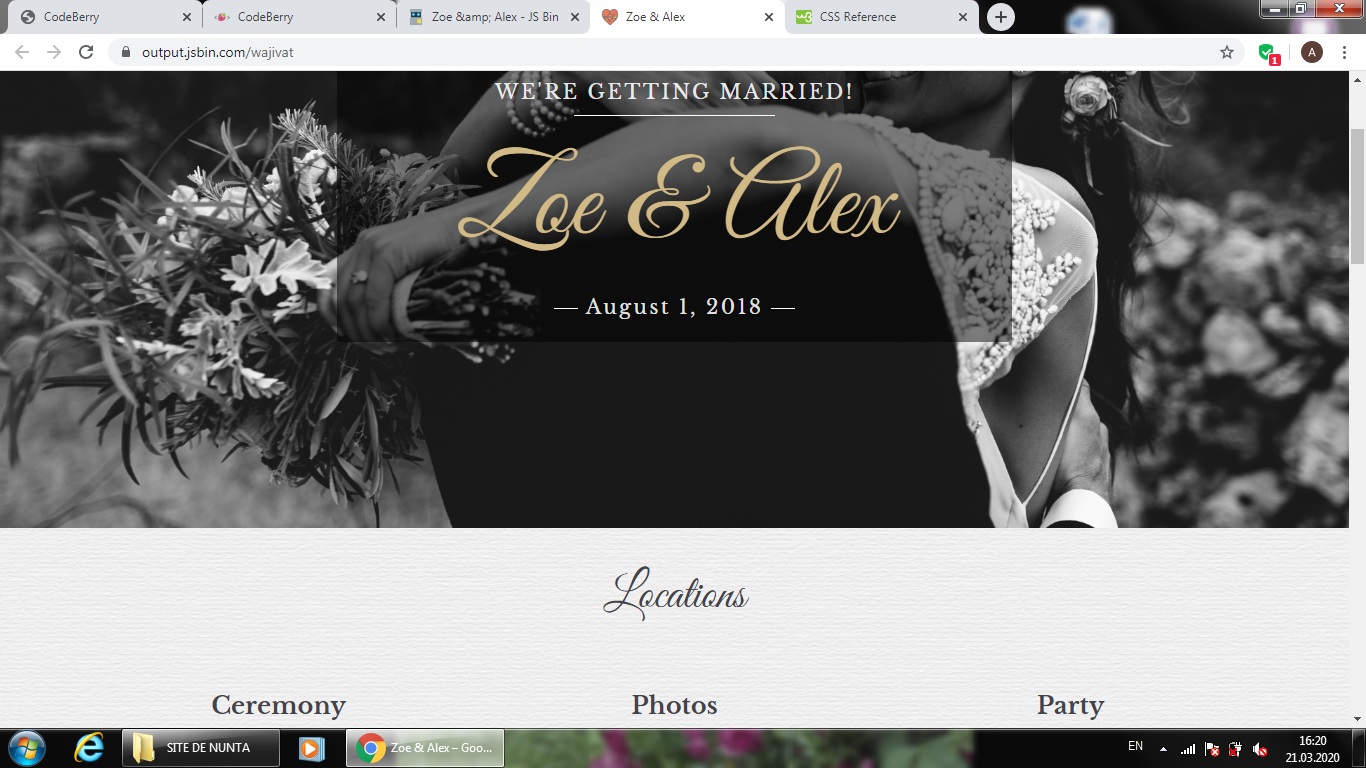 CodeBerry
CodeBerry
Zoe &amp; Alex - JS Bin
Zoe & Alex
CSS Reference
output.jsbin.com/wajivat
1
A
WE'RE GETTING MARRIED!
Zoe & Alex
— August 1, 2018 —
Locations
Ceremony
Photos
Party
SITE DE NUNTA
Zoe & Alex – Goo...
EN
16:20
21.03.2020